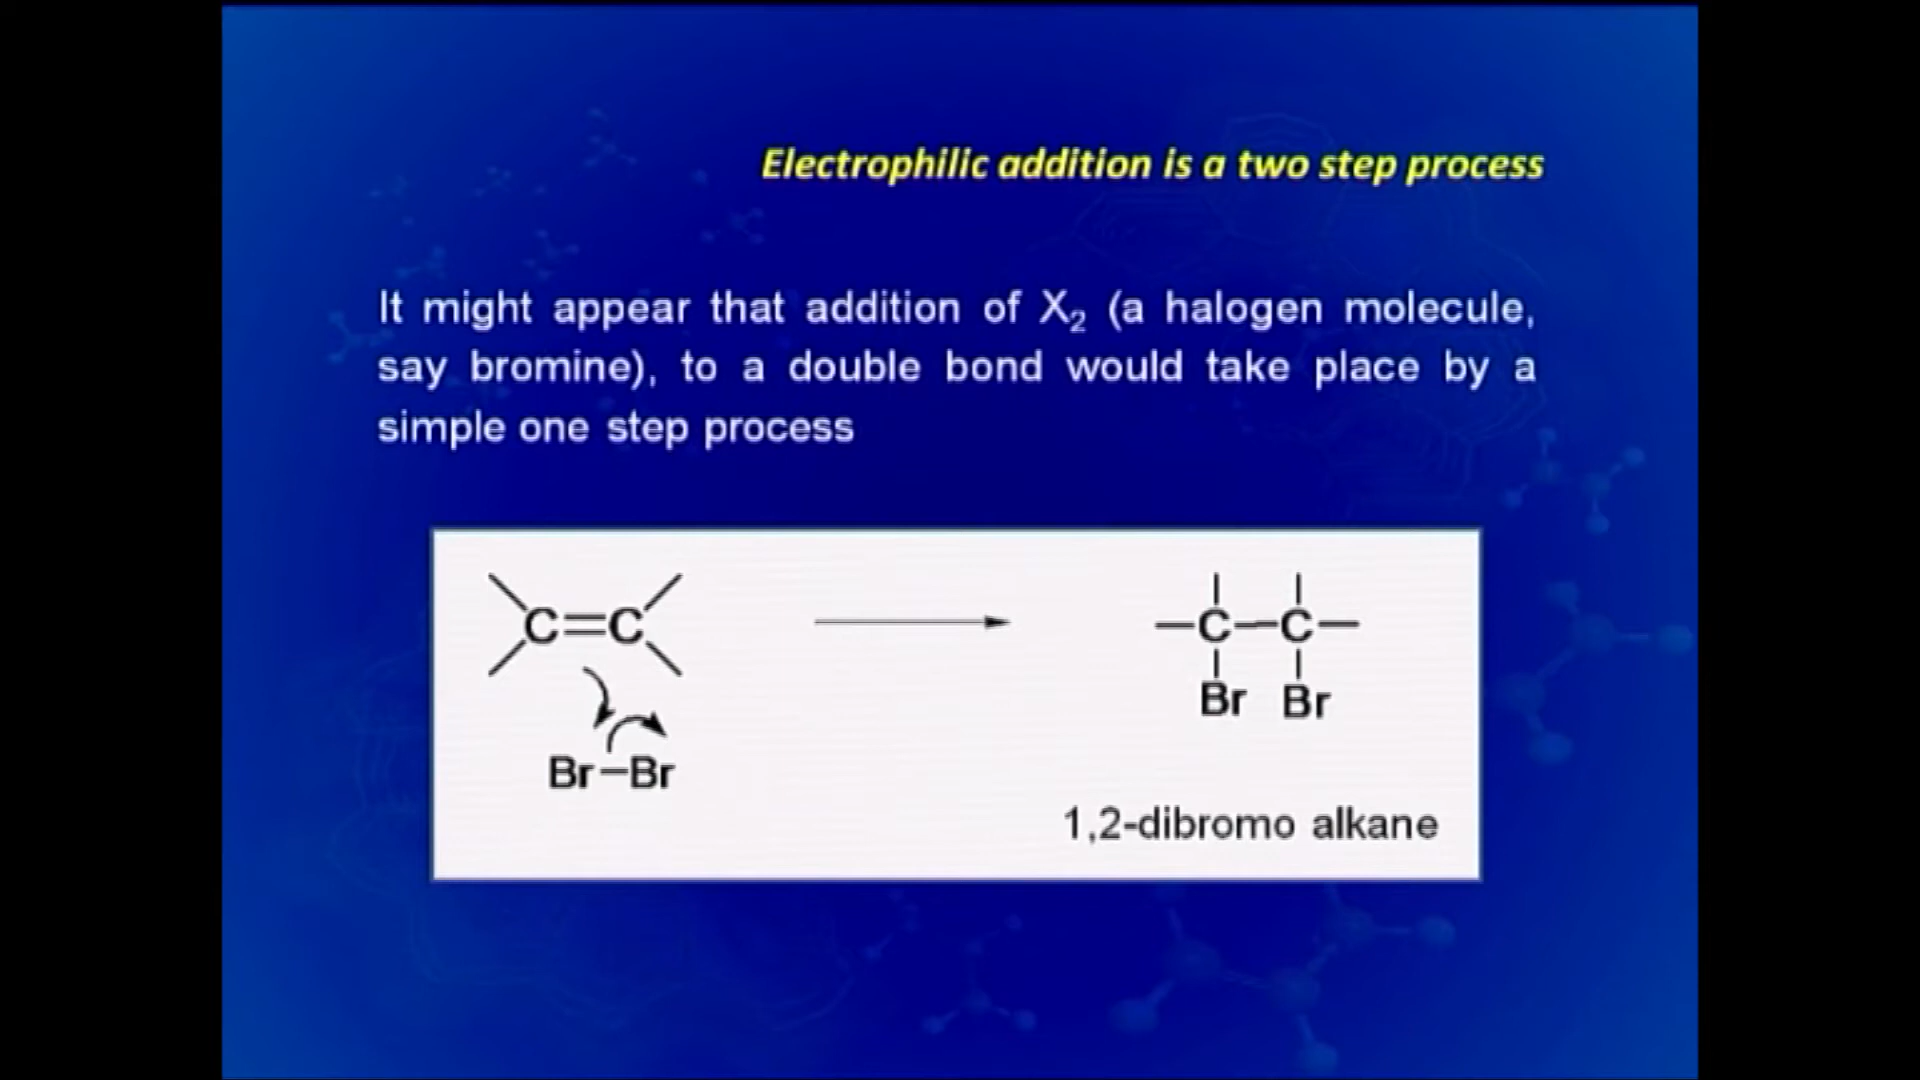 Electrophilic addition is a two step process
It might appear that addition of X₂ (a halogen molecule,
say bromine), to a double bond would take place by a
simple one step process
C=C
–C–C–
Br Br
Br–Br
1,2-dibromo alkane